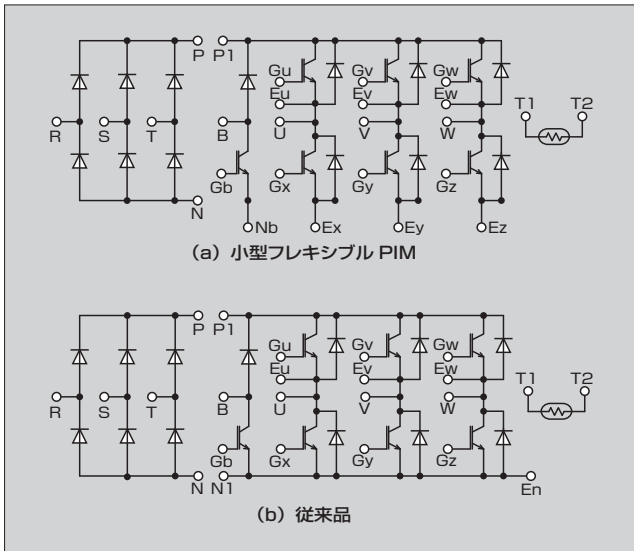 P P1
Gu Gv Gw
Eu Ev Ew
T1 T2
R S T B U V W
Gb Gx Gy Gz
N
Nb Ex Ey Ez
(a) 小型フレキシブル PIM
P P1
Gu Gv Gw
Eu Ev Ew
T1 T2
R S T B U V W
Gb Gx Gy Gz
N N1 En
(b) 従来品